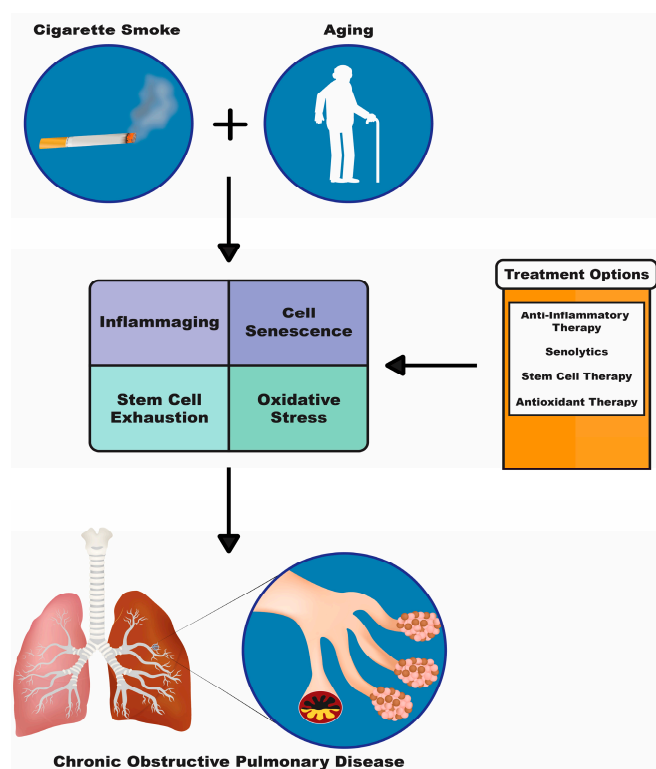 Cigarette Smoke
Aging
Inflammaging
Cell
Senescence
Stem Cell
Exhaustion
Oxidative
Stress
Treatment Options
Anti-Inflammatory
Therapy
Senolytics
Stem Cell Therapy
Antioxidant Therapy
Chronic Obstructive Pulmonary Disease